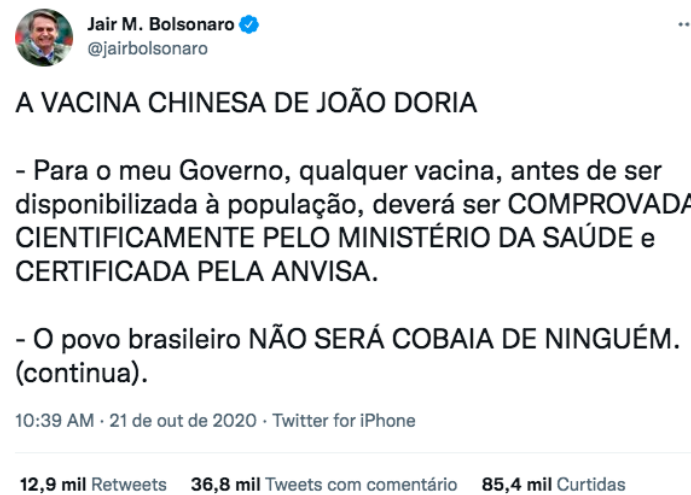 Jair M. Bolsonaro
@jairbolsonaro
A VACINA CHINESA DE JOÃO DORIA
- Para o meu Governo, qualquer vacina, antes de ser
disponibilizada à população, deverá ser COMPROVADA
CIENTIFICAMENTE PELO MINISTÉRIO DA SAÚDE e
CERTIFICADA PELA ANVISA.
- O povo brasileiro NÃO SERÁ COBAIA DE NINGUÉM.
(continua).
10:39 AM · 21 de out de 2020 · Twitter for iPhone
12,9 mil Retweets 36,8 mil Tweets com comentário 85,4 mil Curtidas